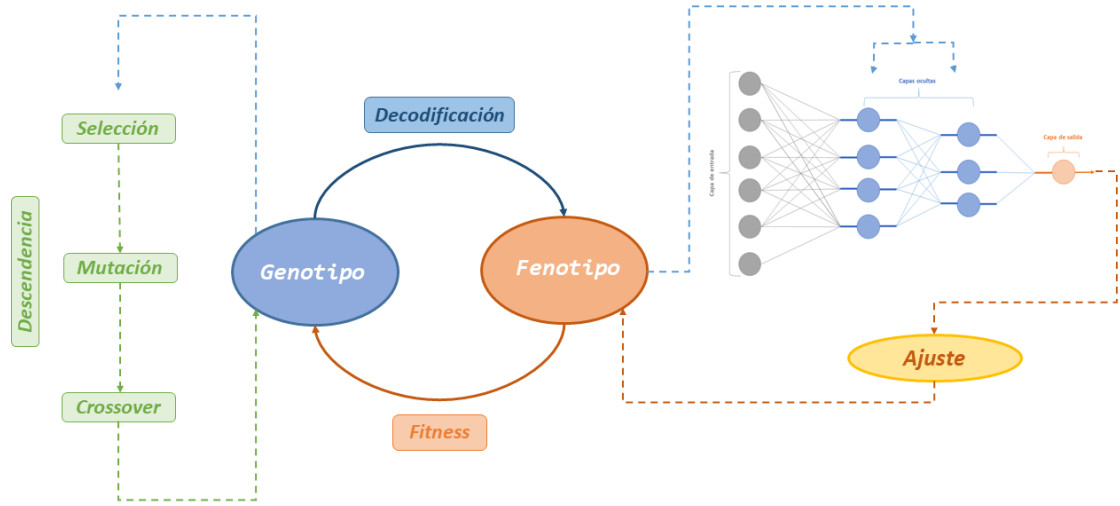 Selección
Mutación
Crossover
Descendencia
Decodificación
Genotipo
Fenotipo
Fitness
Capas ocultas
Capa de entrada
Capa de salida
Ajuste